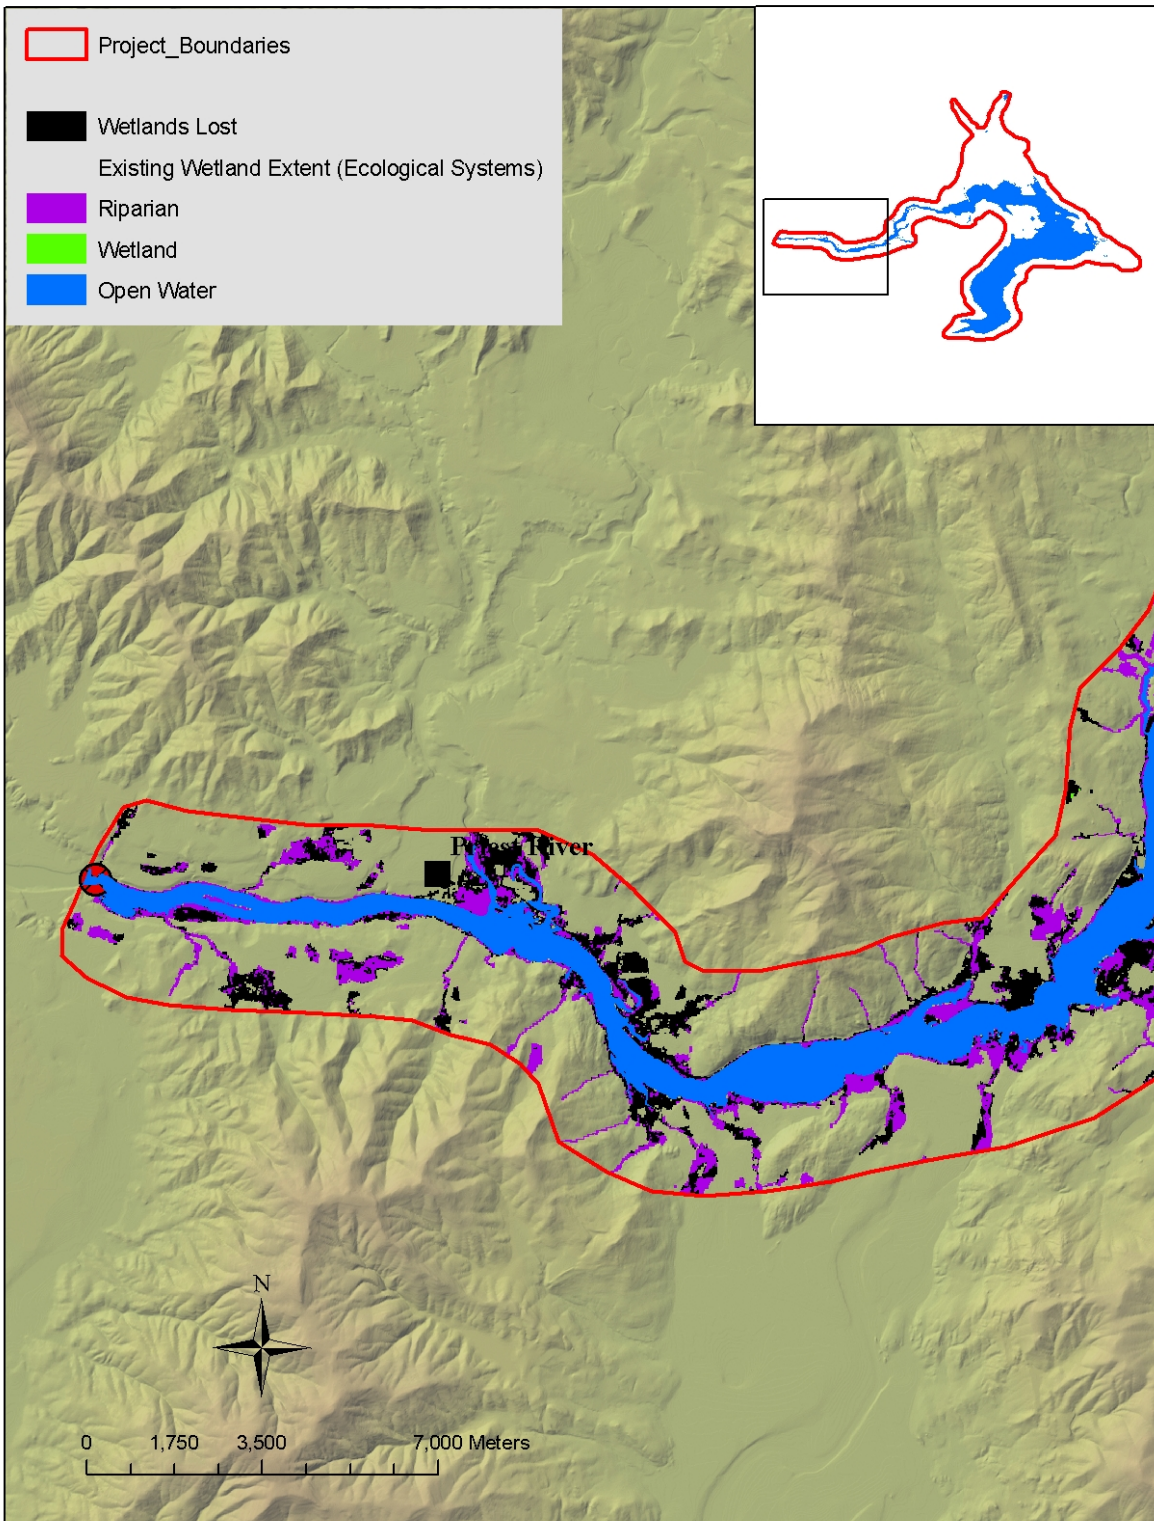 Project_Boundaries
Wetlands Lost
Existing Wetland Extent (Ecological Systems)
Riparian
Wetland
Open Water
Priest River
N
0 1,750 3,500 7,000 Meters